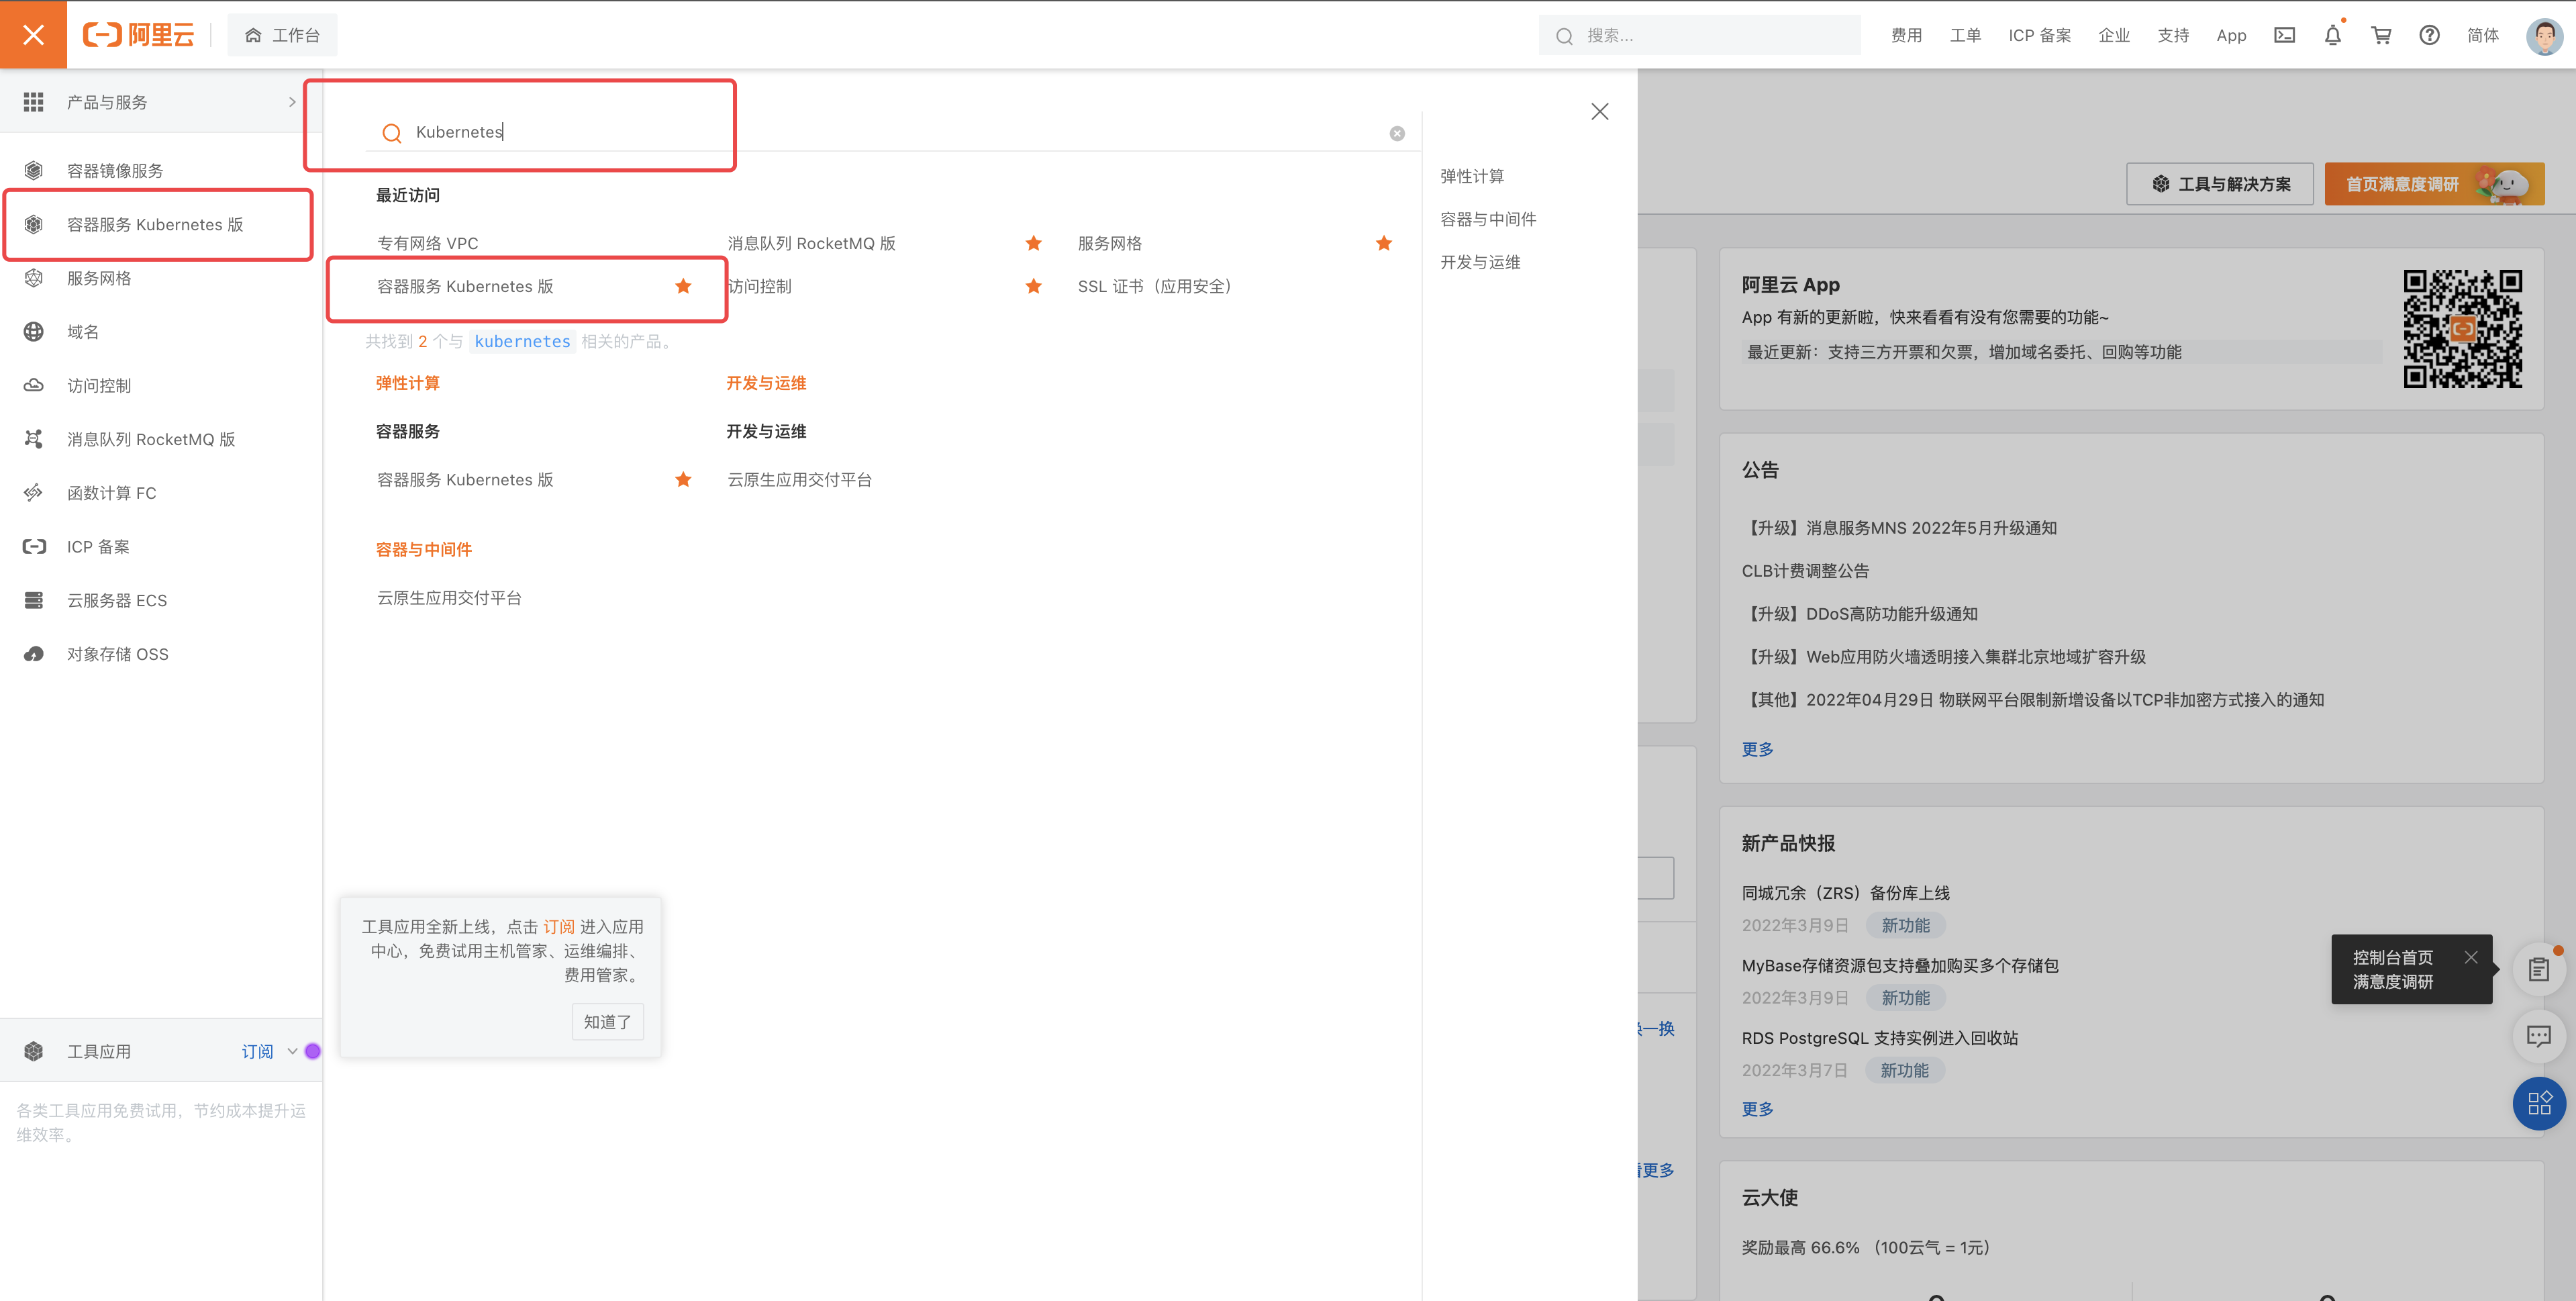 阿里云
工作台
搜索...
费用
工单
ICP 备案
企业
支持
App
简体
产品与服务
容器镜像服务
容器服务 Kubernetes 版
服务网格
域名
访问控制
消息队列 RocketMQ 版
函数计算 FC
ICP 备案
云服务器 ECS
对象存储 OSS
工具应用
订阅
各类工具应用免费试用，节约成本提升运
维效率。
Kubernetes
最近访问
专有网络 VPC
消息队列 RocketMQ 版
服务网格
容器服务 Kubernetes 版
访问控制
SSL 证书（应用安全）
共找到 2 个与 kubernetes 相关的产品。
弹性计算
开发与运维
容器服务
开发与运维
容器服务 Kubernetes 版
云原生应用交付平台
容器与中间件
云原生应用交付平台
工具应用全新上线，点击 订阅 进入应用
中心，免费试用主机管家、运维编排、
费用管家。
知道了
弹性计算
容器与中间件
开发与运维
一换
更多
工具与解决方案
首页满意度调研
阿里云 App
App 有新的更新啦，快来看看有没有您需要的功能~
最近更新：支持三方开票和欠票，增加域名委托、回购等功能
公告
【升级】消息服务MNS 2022年5月升级通知
CLB计费调整公告
【升级】DDoS高防功能升级通知
【升级】Web应用防火墙透明接入集群北京地域扩容升级
【其他】2022年04月29日 物联网平台限制新增设备以TCP非加密方式接入的通知
更多
新产品快报
同城冗余（ZRS）备份库上线
2022年3月9日 新功能
MyBase存储资源包支持叠加购买多个存储包
2022年3月9日 新功能
RDS PostgreSQL 支持实例进入回收站
2022年3月7日 新功能
更多
控制台首页
满意度调研
云大使
奖励最高 66.6% （100云气 = 1元）